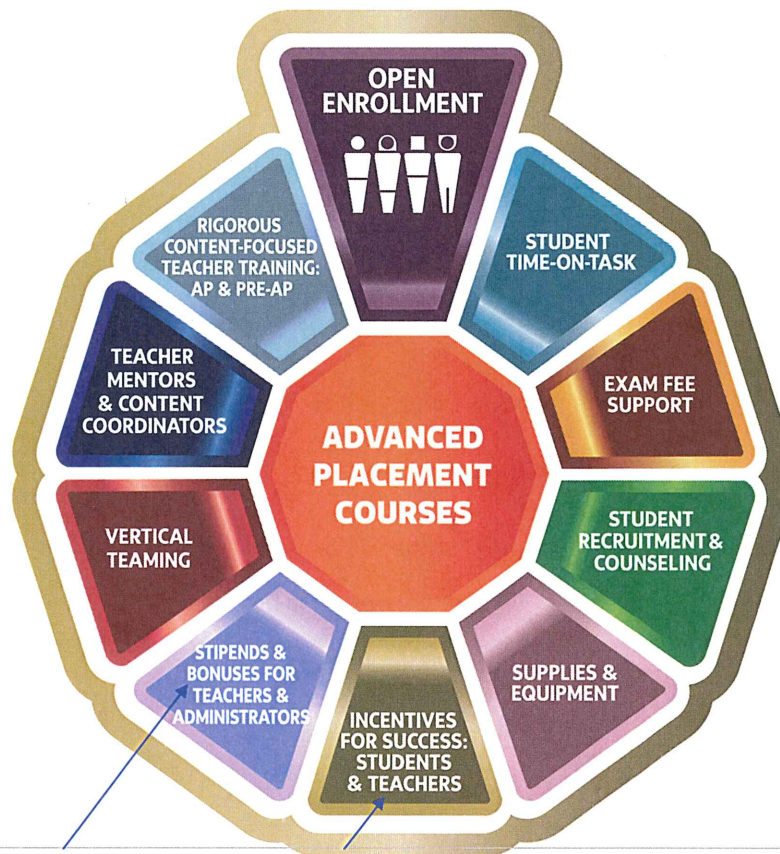 OPEN
ENROLLMENT
STUDENT
TIME-ON-TASK
EXAM FEE
SUPPORT
STUDENT
RECRUITMENT &
COUNSELING
SUPPLIES &
EQUIPMENT
INCENTIVES
FOR SUCCESS:
STUDENTS
& TEACHERS
STIPENDS &
BONUSES FOR
TEACHERS &
ADMINISTRATORS
VERTICAL
TEAMING
TEACHER
MENTORS
& CONTENT
COORDINATORS
RIGOROUS
CONTENT-FOCUSED
TEACHER TRAINING:
AP & PRE-AP
ADVANCED
PLACEMENT
COURSES